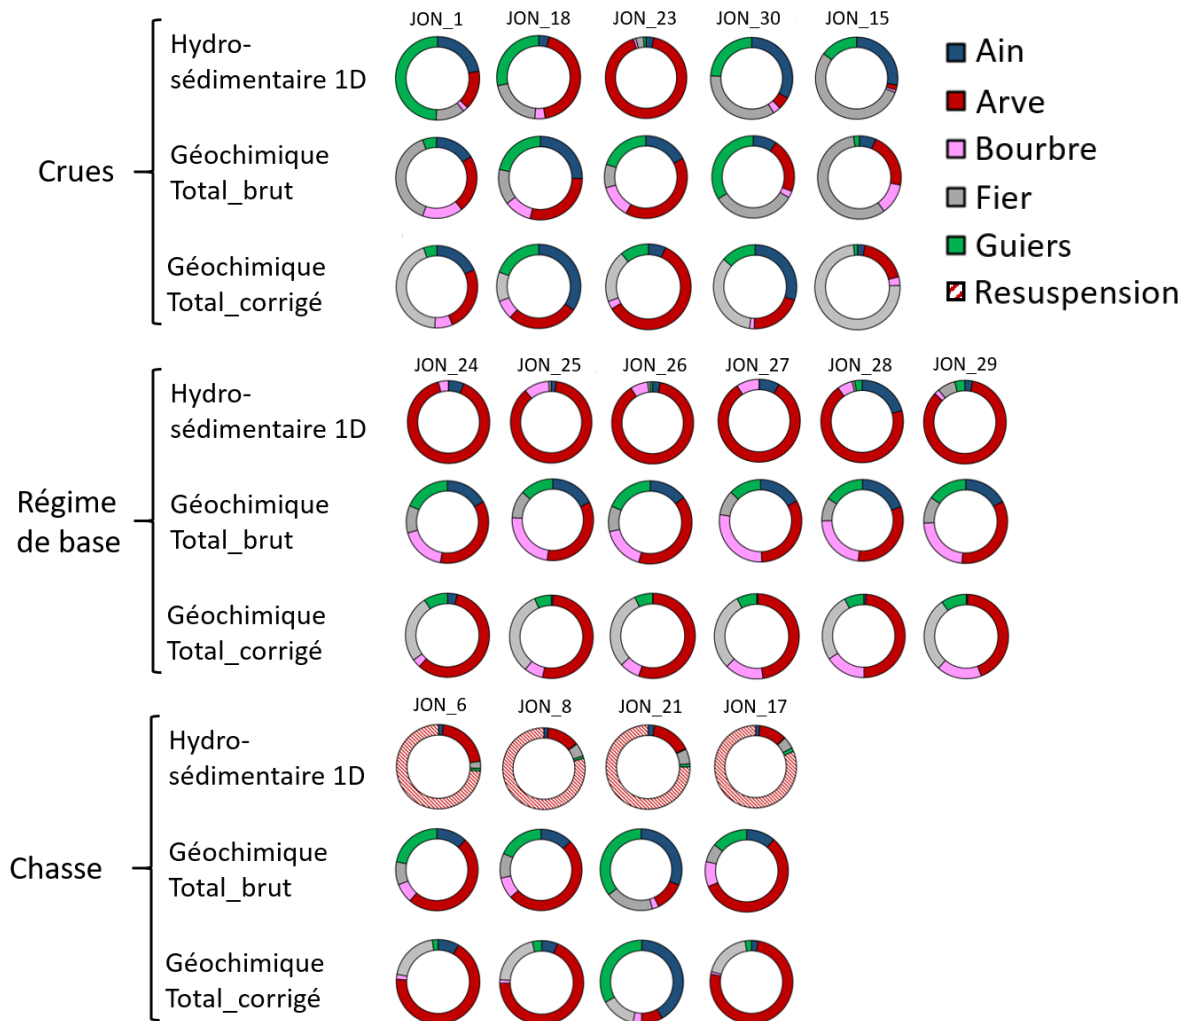 JON_1 JON_18 JON_23 JON_30 JON_15
Hydro-
sédimentaire 1D
Géochimique
Total_brut
Géochimique
Total_corrigé
Crues
Ain
Arve
Bourbre
Fier
Guiers
Resuspension
JON_24 JON_25 JON_26 JON_27 JON_28 JON_29
Hydro-
sédimentaire 1D
Géochimique
Total_brut
Géochimique
Total_corrigé
Régime
de base
JON_6 JON_8 JON_21 JON_17
Hydro-
sédimentaire 1D
Géochimique
Total_brut
Géochimique
Total_corrigé
Chasse